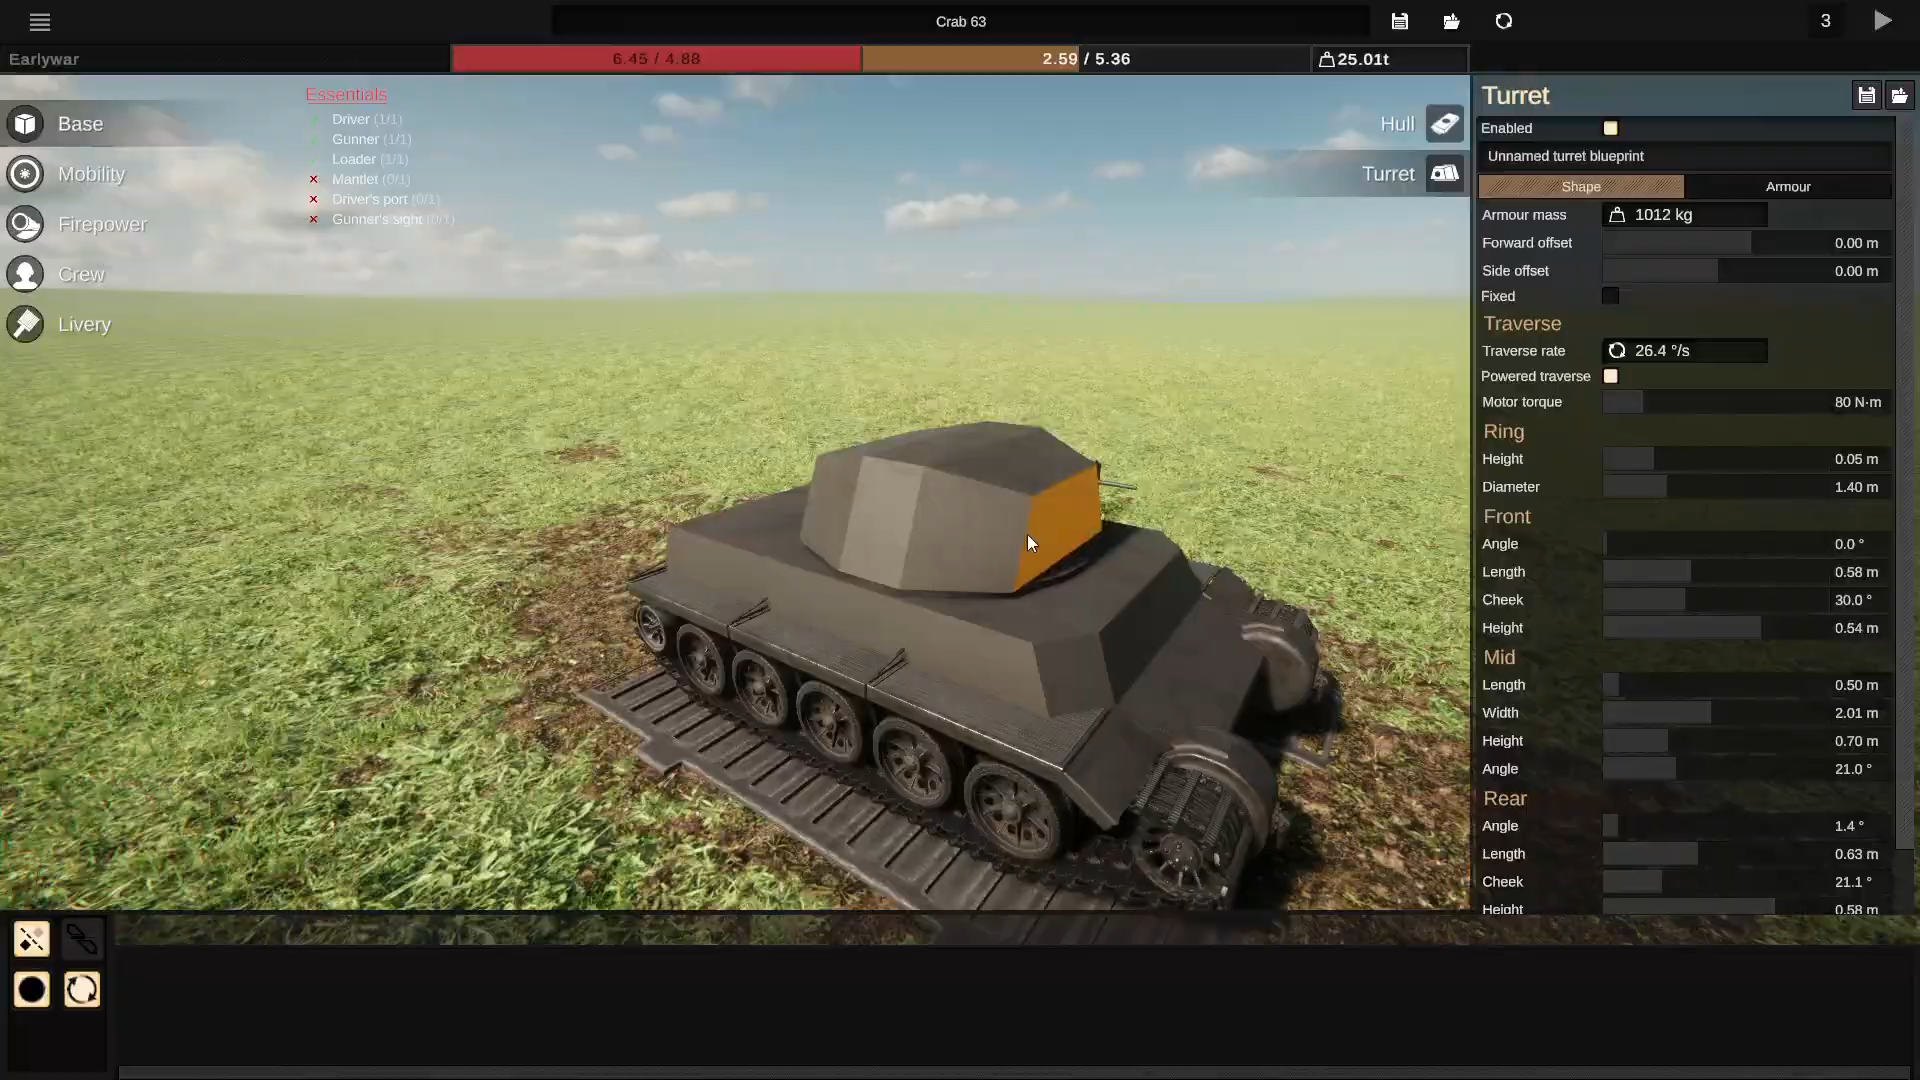 Crab 63
3
Earlywar
6.45 / 4.88
2.59 / 5.36
25.01t
Essentials
Driver (1/1)
Gunner (1/1)
Loader (1/1)
Mantlet (0/1)
Driver's port (0/1)
Gunner's sight (0/1)
Base
Mobility
Firepower
Crew
Livery
Hull
Turret
Turret
Enabled
Unnamed turret blueprint
Shape Armour
Armour mass 1012 kg
Forward offset 0.00 m
Side offset 0.00 m
Fixed
Traverse
Traverse rate 26.4 °/s
Powered traverse
Motor torque 80 N·m
Ring
Height 0.05 m
Diameter 1.40 m
Front
Angle 0.0 °
Length 0.58 m
Cheek 30.0 °
Height 0.54 m
Mid
Length 0.50 m
Width 2.01 m
Height 0.70 m
Angle 21.0 °
Rear
Angle 1.4 °
Length 0.63 m
Cheek 21.1 °
Height 0.58 m